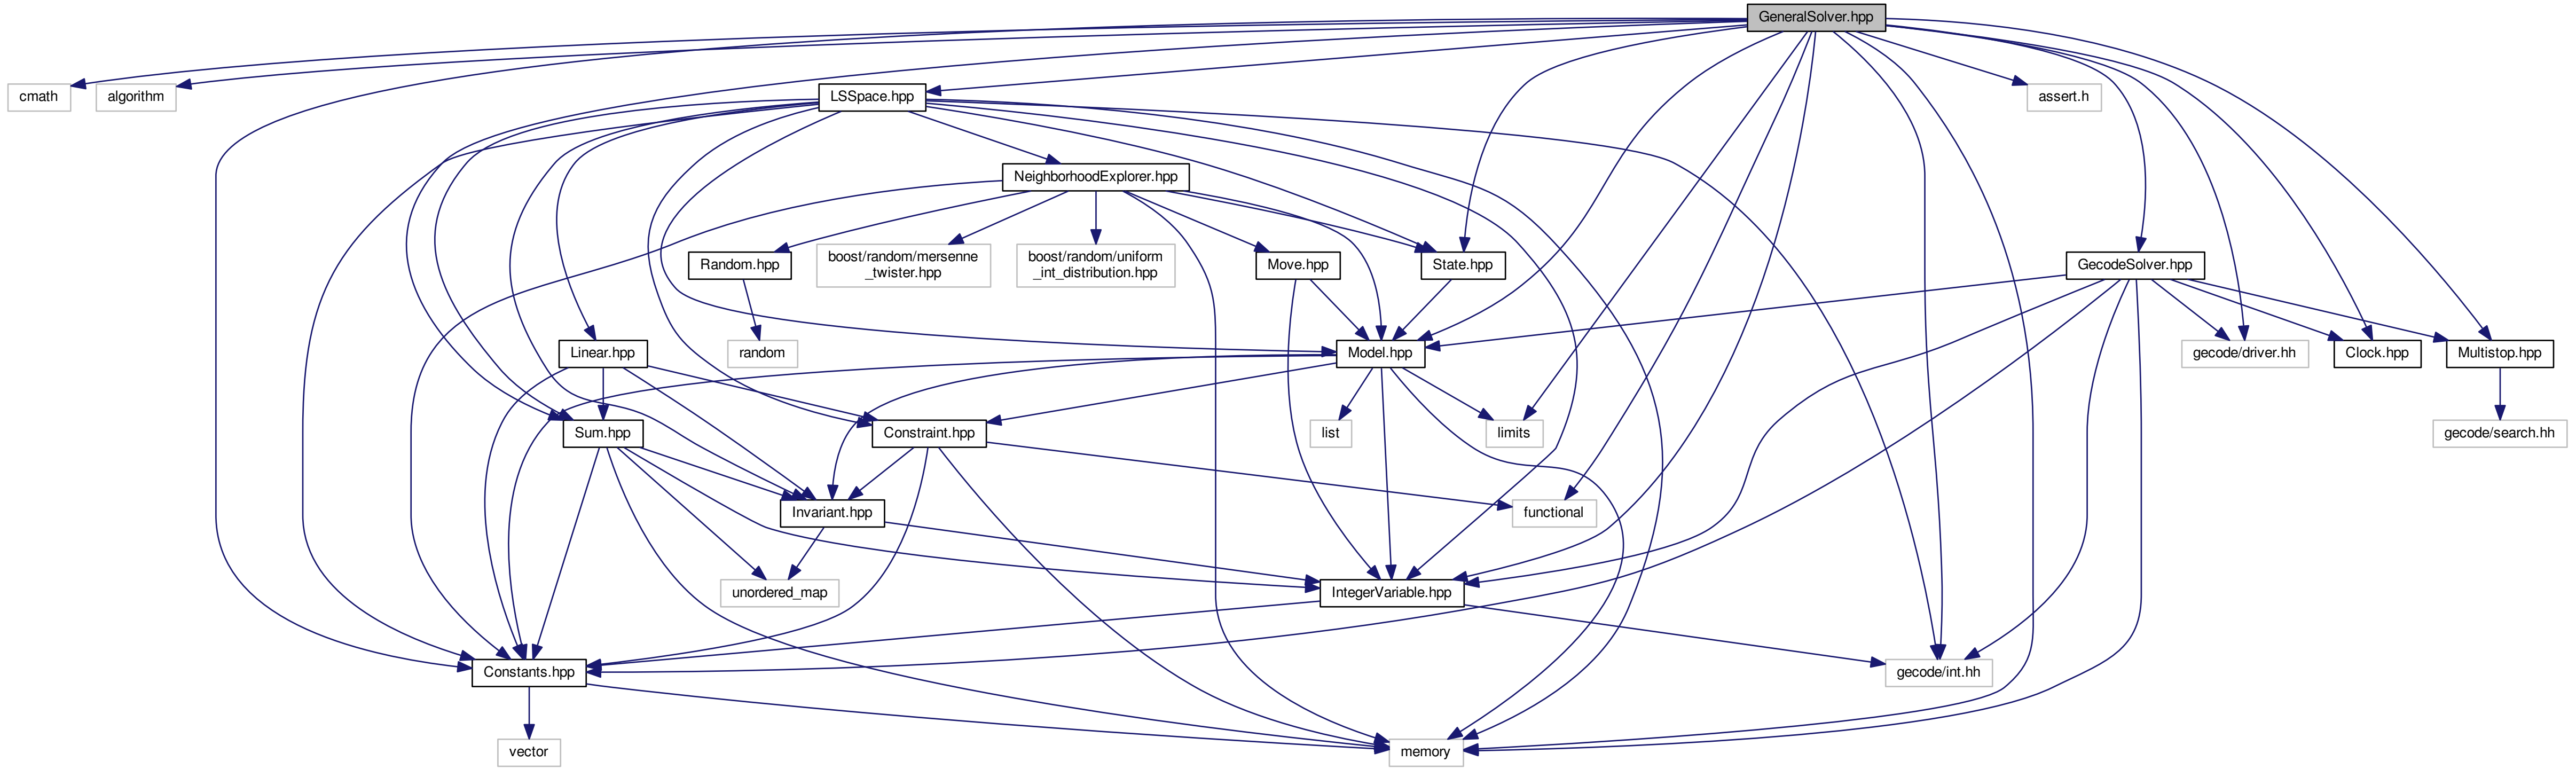 GeneralSolver.hpp
cmath
algorithm
LSSpace.hpp
assert.h
NeighborhoodExplorer.hpp
Random.hpp
boost/random/mersenne
_twister.hpp
boost/random/uniform
_int_distribution.hpp
Move.hpp
State.hpp
GecodeSolver.hpp
Linear.hpp
random
Model.hpp
gecode/driver.hh
Clock.hpp
Multistop.hpp
Sum.hpp
Constraint.hpp
list
limits
gecode/search.hh
Invariant.hpp
functional
unordered_map
IntegerVariable.hpp
Constants.hpp
gecode/int.hh
vector
memory